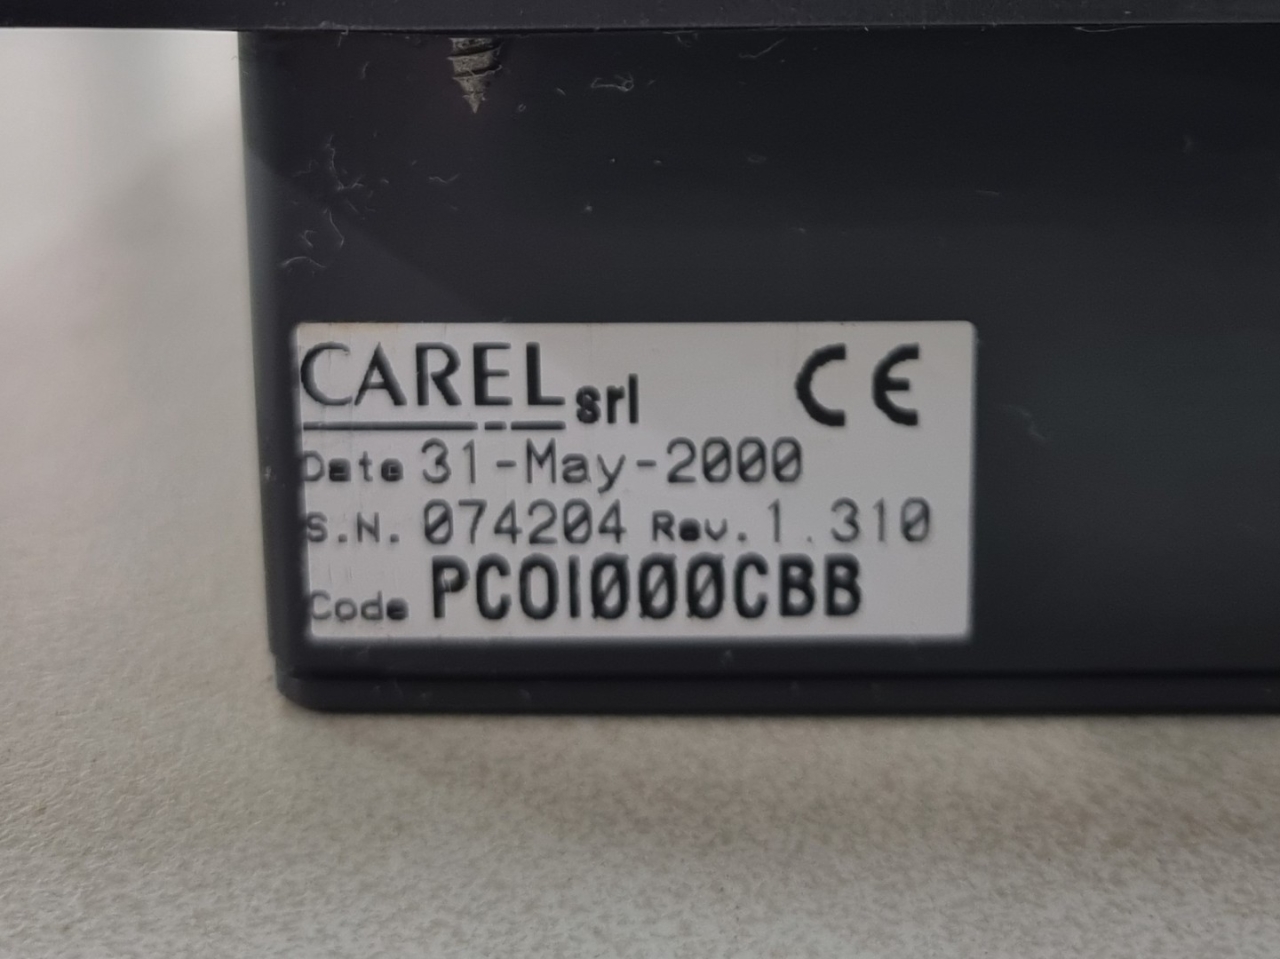 CAREL srl CE
Date 31-May-2000
S.N. 074204 Rev.1.310
Code PCOI000CBB